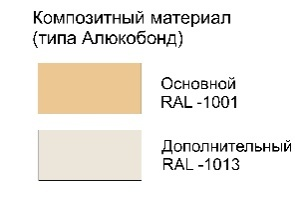 Композитный материал
(типа Алюкобонд)
Основной
RAL -1001
Дополнительный
RAL -1013